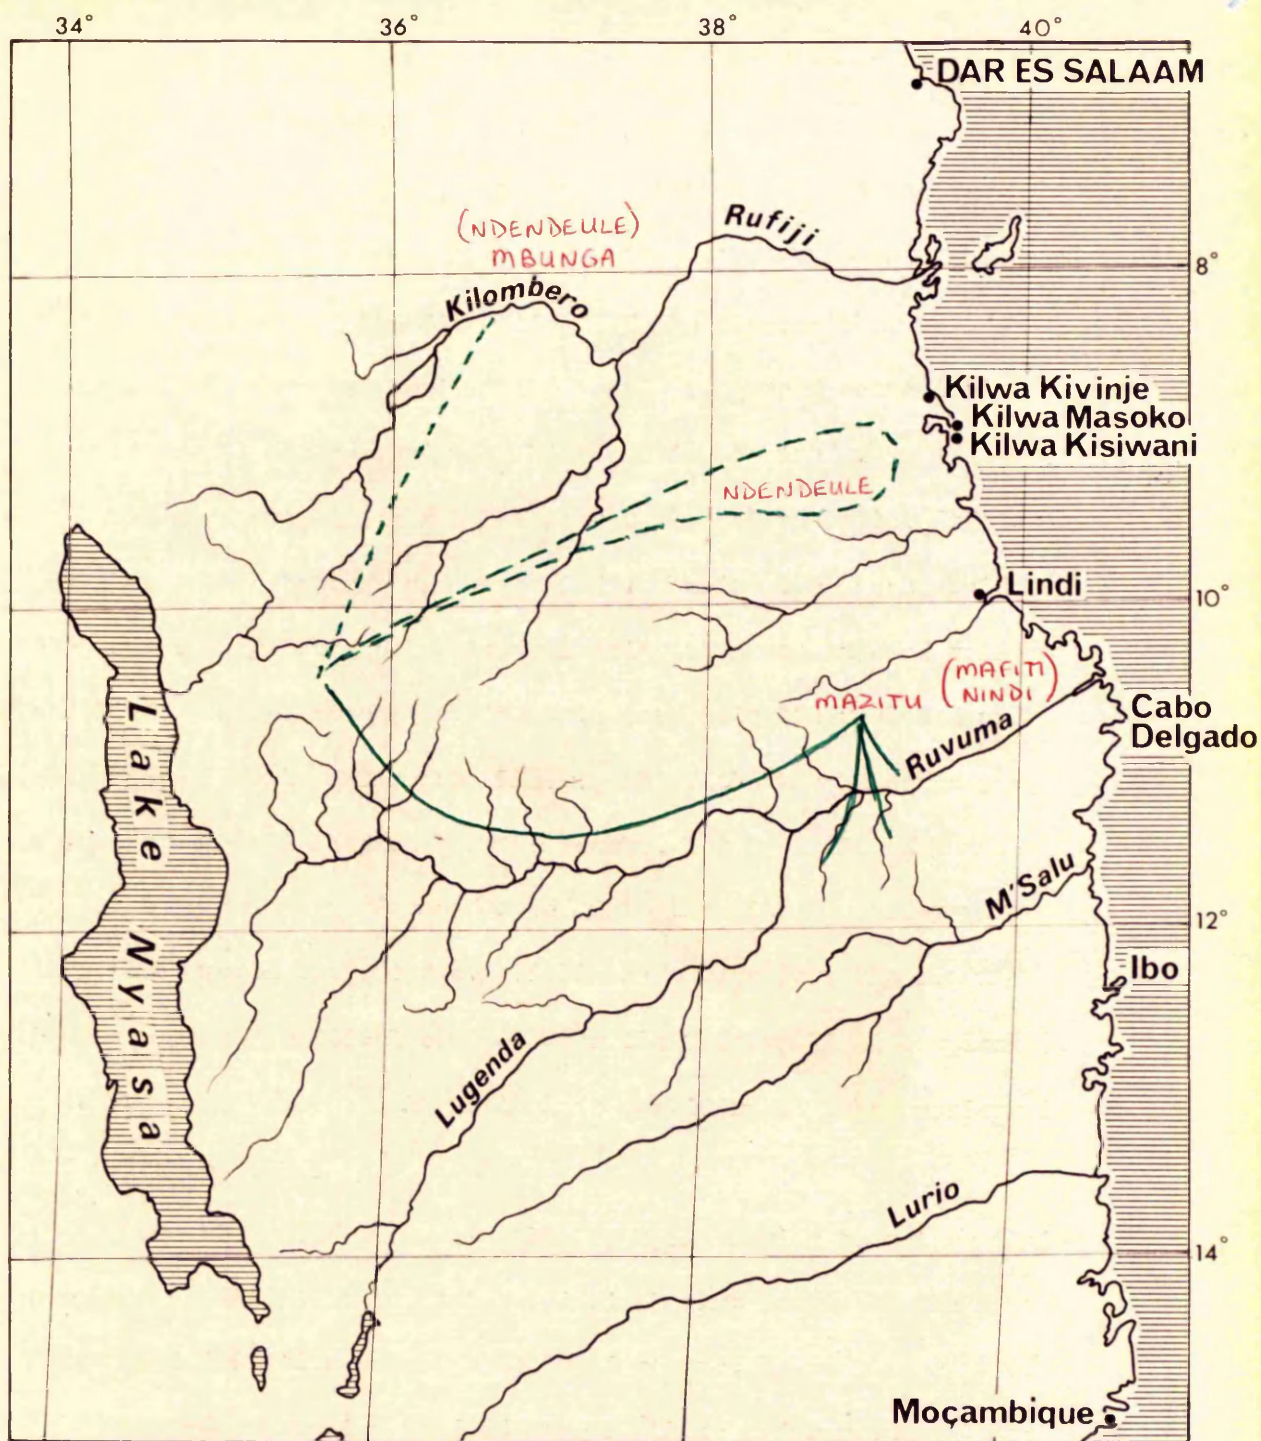 34° 36° 38° 40°
DAR ES SALAAM
Rufiji
(NDENDEULE)
MBUNGA
8°
Kilombero
Kilwa Kivinje
Kilwa Masoko
Kilwa Kisiwani
NDENDEULE
Lindi
10°
MAZITU (MAFITI
NINDI)
Cabo
Delgado
Ruvuma
Lake Nyasa
M'Salu
12°
Ibo
Lugenda
Lurio
14°
Moçambique